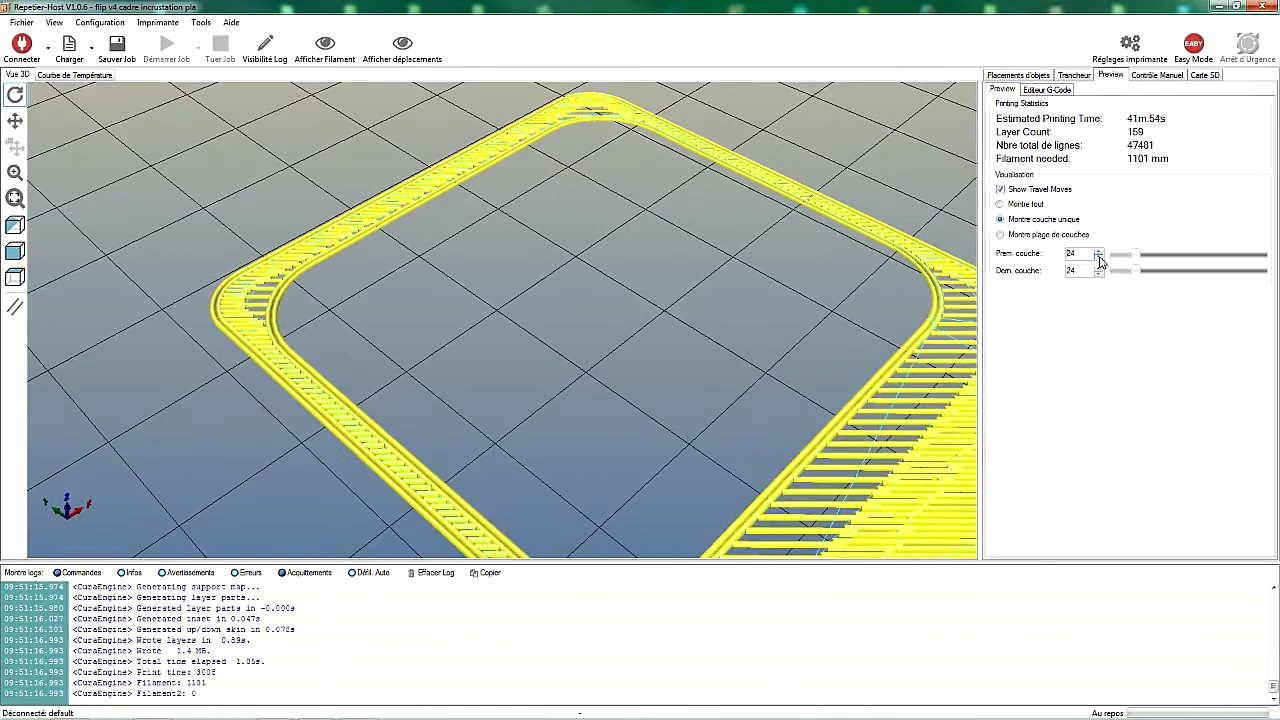 Repetier-Host V1.0.6 - flip v4 cadre incrustation pla
Fichier View Configuration Imprimante Tools Aide
Connecter Charger Sauver Job Démarrer Job Tuer Job Visibilité Log Afficher Filament Afficher déplacements Réglages imprimante Easy Mode Arrêt d'Urgence
EASY
Vue 3D Courbe de Température
Placements d'objets Trancheur Preview Contrôle Manuel Carte SD
Preview Editeur G-Code
Printing Statistics
Estimated Printing Time: 41m.54s
Layer Count: 159
Nbre total de lignes: 47481
Filament needed: 1101 mm
Visualisation
Show Travel Moves
Montre tout
Montre couche unique
Montre plage de couches
Prem. couche: 24
Dern. couche: 24
Montre logs: Commandes Infos Avertissements Erreurs Acquittements Défil. Auto Effacer Log Copier
09:51:15.974 <CuraEngine> Generating support map...
09:51:15.974 <CuraEngine> Generating layer parts...
09:51:15.980 <CuraEngine> Generated layer parts in -0.000s
09:51:16.027 <CuraEngine> Generated inset in 0.047s
09:51:16.101 <CuraEngine> Generated up/down skin in 0.078s
09:51:16.993 <CuraEngine> Wrote layers in 0.89s.
09:51:16.993 <CuraEngine> Wrote 1.4 MB.
09:51:16.993 <CuraEngine> Total time elapsed 1.05s.
09:51:16.993 <CuraEngine> Print time: 3008
09:51:16.993 <CuraEngine> Filament: 1101
09:51:16.993 <CuraEngine> Filament2: 0
Déconnecté: default - Au repos